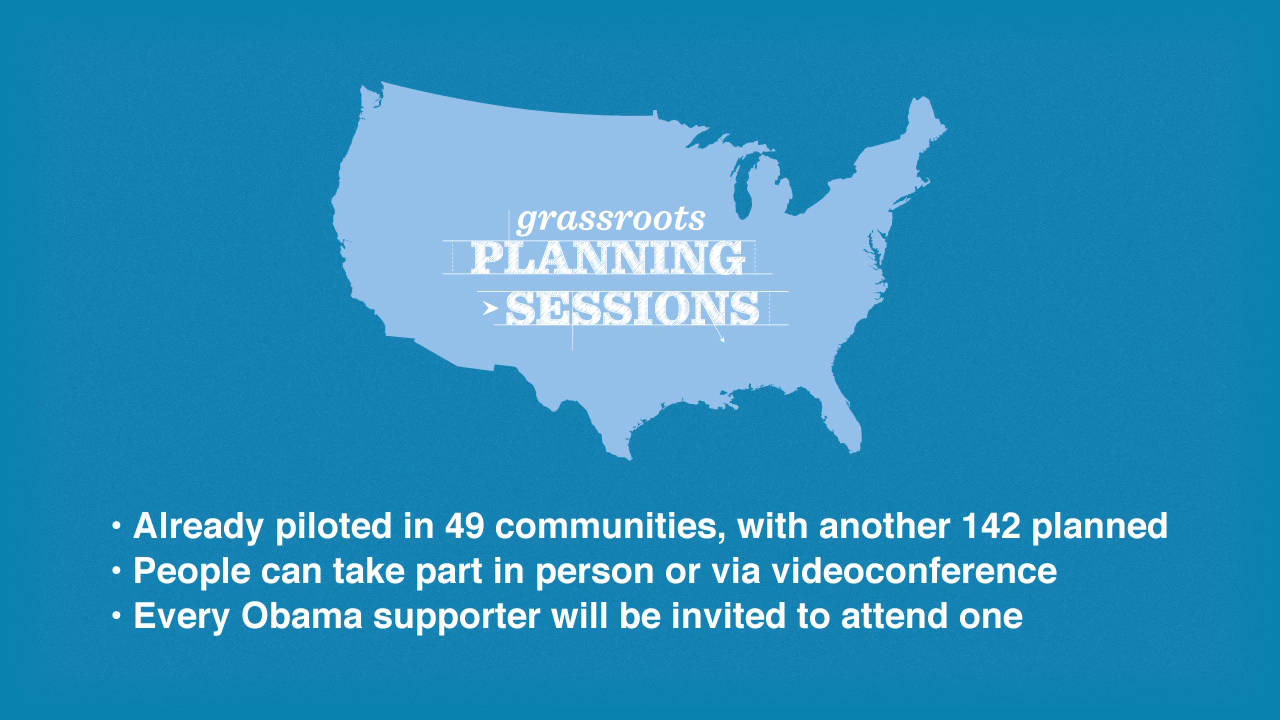 grassroots
PLANNING
SESSIONS
• Already piloted in 49 communities, with another 142 planned
• People can take part in person or via videoconference
• Every Obama supporter will be invited to attend one